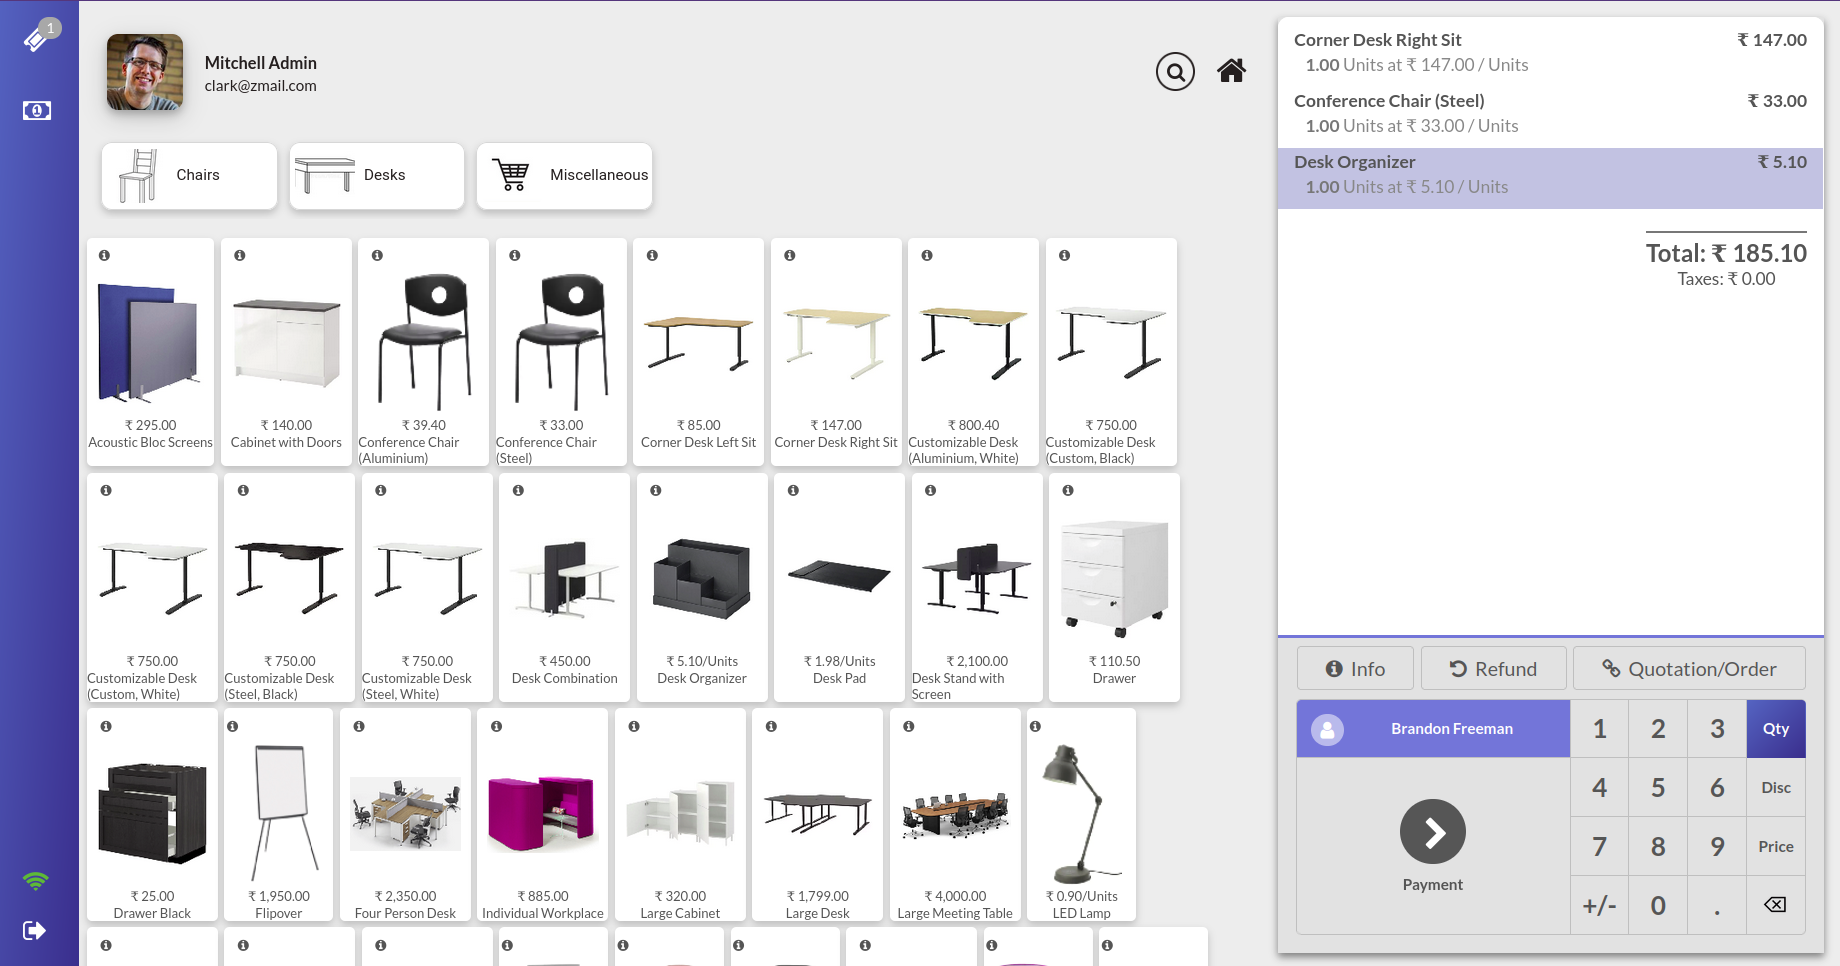 1
Mitchell Admin
clark@zmail.com
Chairs
Desks
Miscellaneous
₹ 295.00
Acoustic Bloc Screens
₹ 140.00
Cabinet with Doors
₹ 39.40
Conference Chair
(Aluminium)
₹ 33.00
Conference Chair
(Steel)
₹ 85.00
Corner Desk Left Sit
₹ 147.00
Corner Desk Right Sit
₹ 800.40
Customizable Desk
(Aluminium, White)
₹ 750.00
Customizable Desk
(Custom, Black)
₹ 750.00
Customizable Desk
(Custom, White)
₹ 750.00
Customizable Desk
(Steel, Black)
₹ 750.00
Customizable Desk
(Steel, White)
₹ 450.00
Desk Combination
₹ 5.10/Units
Desk Organizer
₹ 1.98/Units
Desk Pad
₹ 2,100.00
Desk Stand with
Screen
₹ 110.50
Drawer
₹ 25.00
Drawer Black
₹ 1,950.00
Flipover
₹ 2,350.00
Four Person Desk
₹ 885.00
Individual Workplace
₹ 320.00
Large Cabinet
₹ 1,799.00
Large Desk
₹ 4,000.00
Large Meeting Table
₹ 0.90/Units
LED Lamp
Corner Desk Right Sit ₹ 147.00
1.00 Units at ₹ 147.00 / Units
Conference Chair (Steel) ₹ 33.00
1.00 Units at ₹ 33.00 / Units
Desk Organizer ₹ 5.10
1.00 Units at ₹ 5.10 / Units
Total: ₹ 185.10
Taxes: ₹ 0.00
Info
Refund
Quotation/Order
Brandon Freeman
Payment
1 2 3 Qty
4 5 6 Disc
7 8 9 Price
+/- 0 .